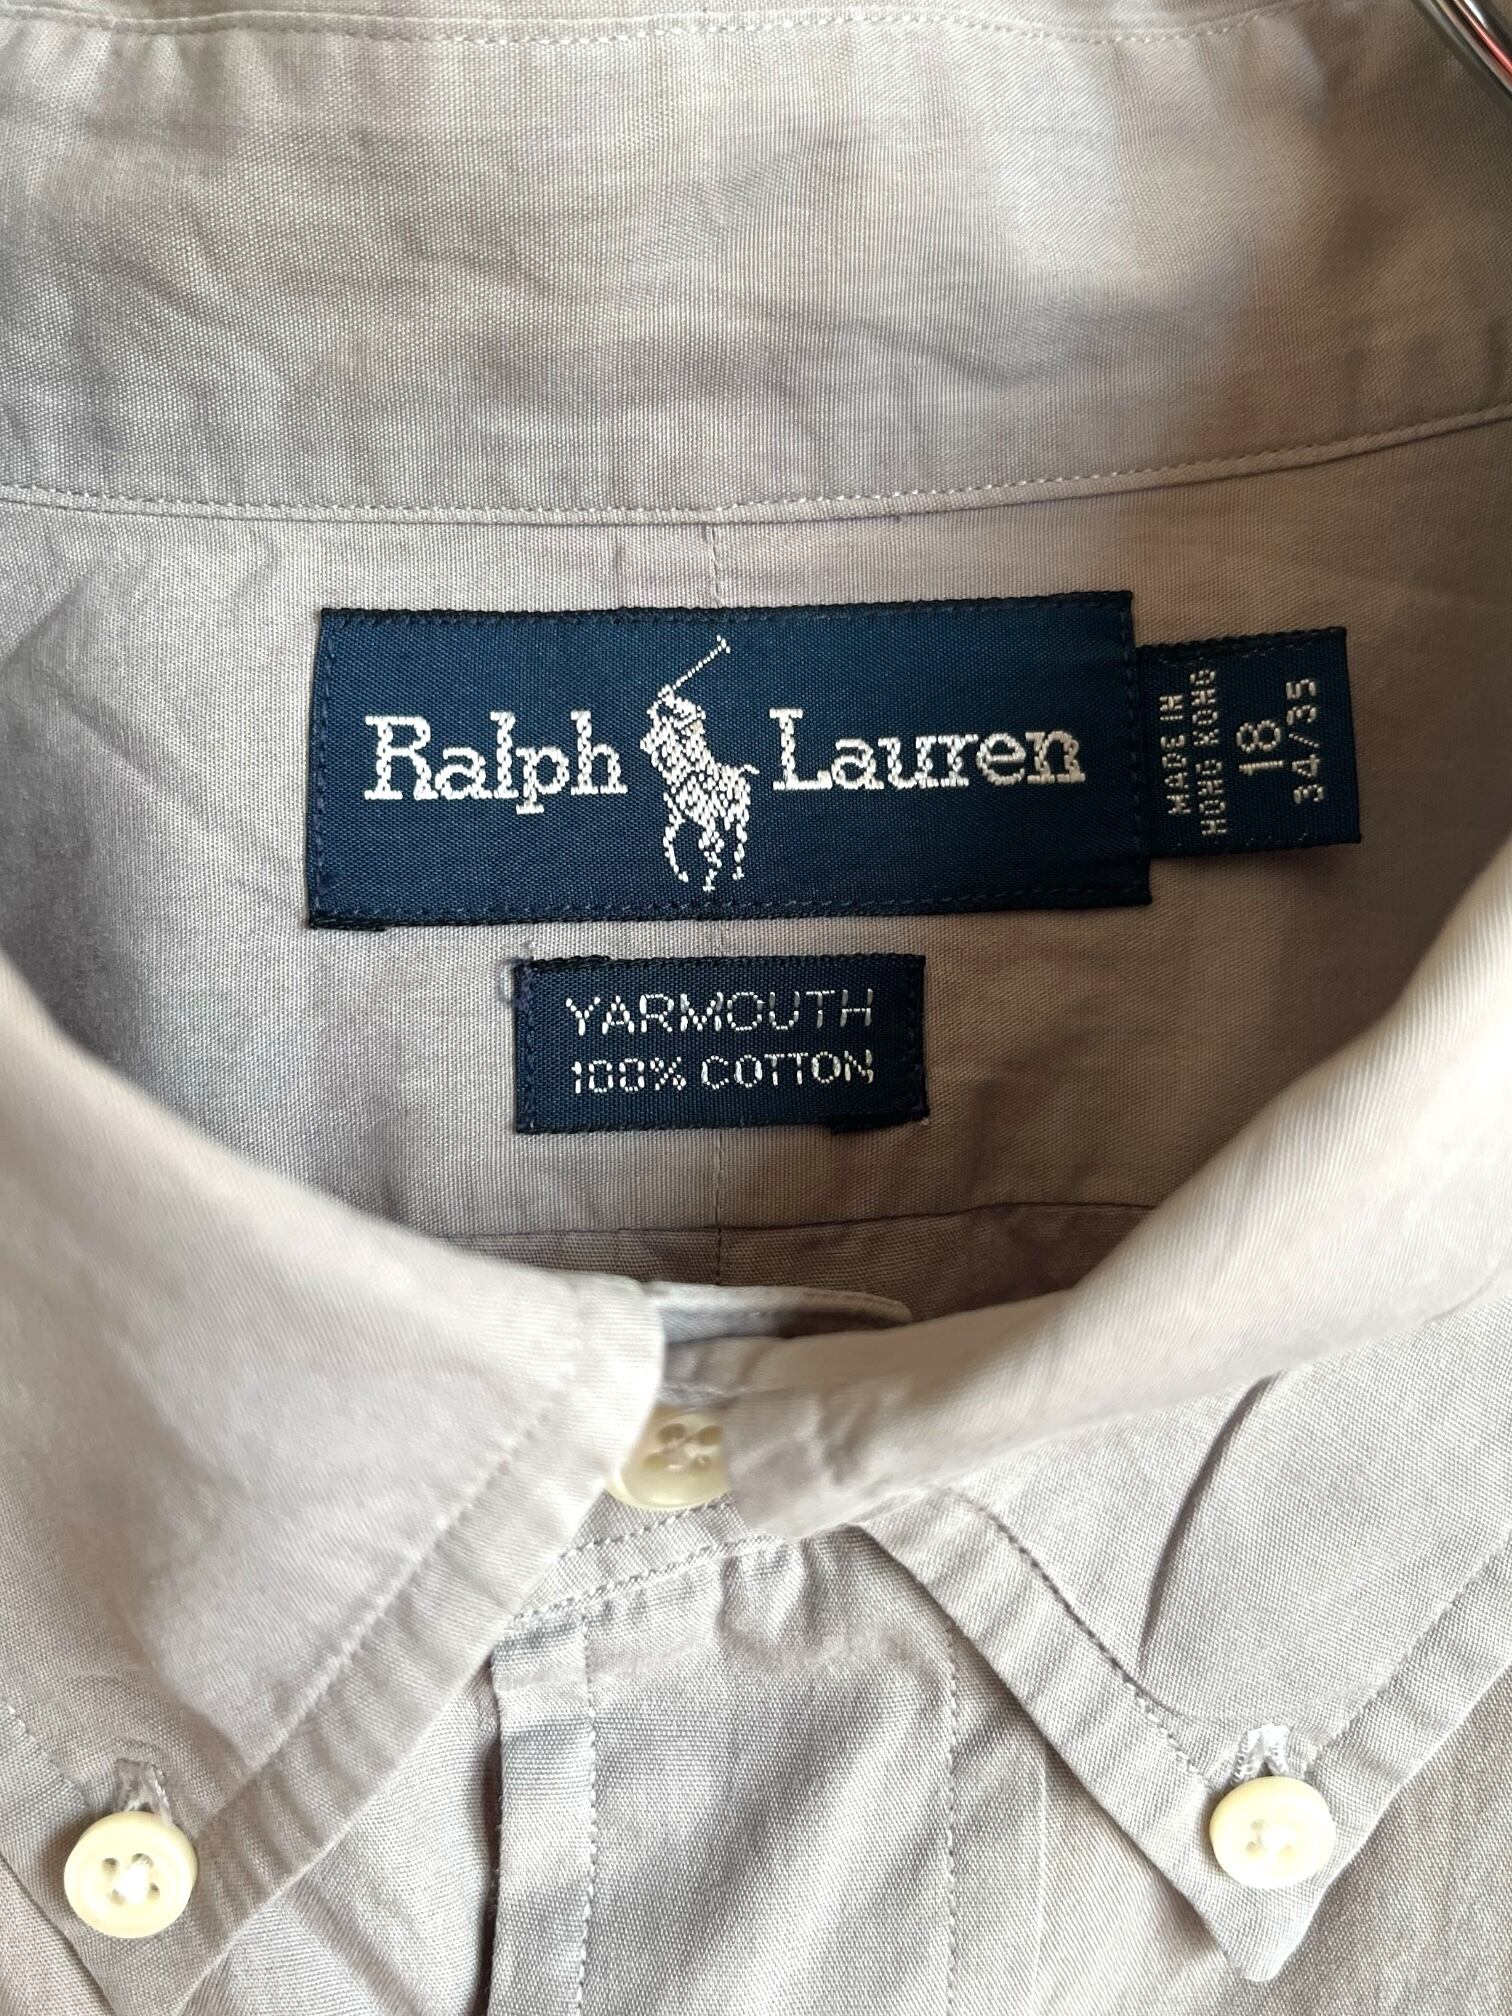 Ralph Lauren
MADE IN
HONG KONG
18
34/35
YARMOUTH
100% COTTON